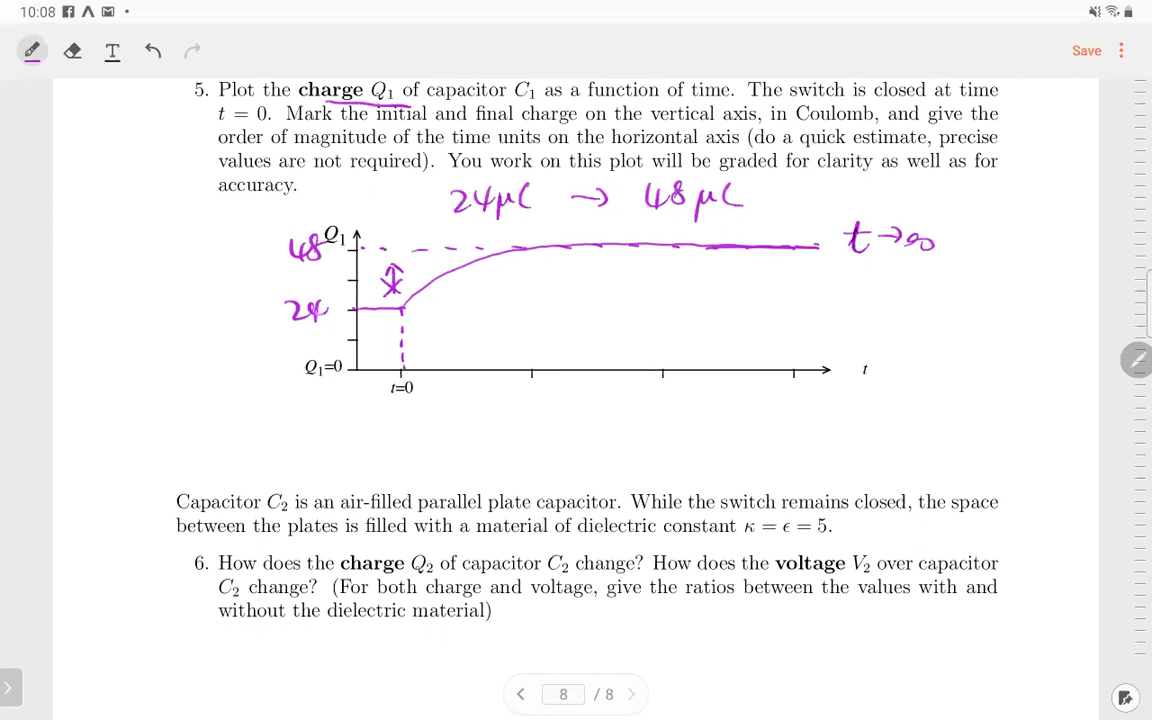 10:08
Save
5. Plot the charge Q₁ of capacitor C₁ as a function of time. The switch is closed at time
t = 0. Mark the initial and final charge on the vertical axis, in Coulomb, and give the
order of magnitude of the time units on the horizontal axis (do a quick estimate, precise
values are not required). You work on this plot will be graded for clarity as well as for
accuracy.
24μC → 48 μC
48 Q₁ t→∞
24
Q₁=0 t
t=0
Capacitor C₂ is an air-filled parallel plate capacitor. While the switch remains closed, the space
between the plates is filled with a material of dielectric constant κ = ϵ = 5.
6. How does the charge Q₂ of capacitor C₂ change? How does the voltage V₂ over capacitor
C₂ change? (For both charge and voltage, give the ratios between the values with and
without the dielectric material)
8 / 8